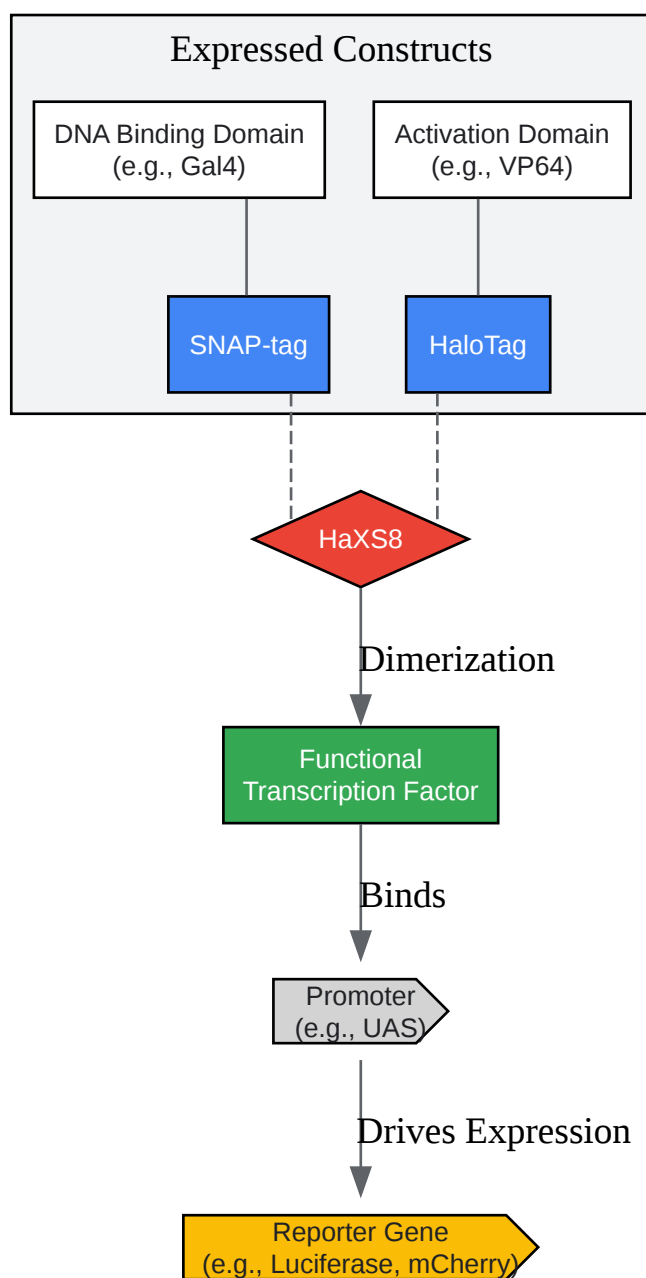 Expressed Constructs
DNA Binding Domain
(e.g., Gal4)
Activation Domain
(e.g., VP64)
SNAP-tag
HaloTag
HaXS8
Dimerization
Functional
Transcription Factor
Binds
Promoter
(e.g., UAS)
Drives Expression
Reporter Gene
(e.g., Luciferase, mCherry)